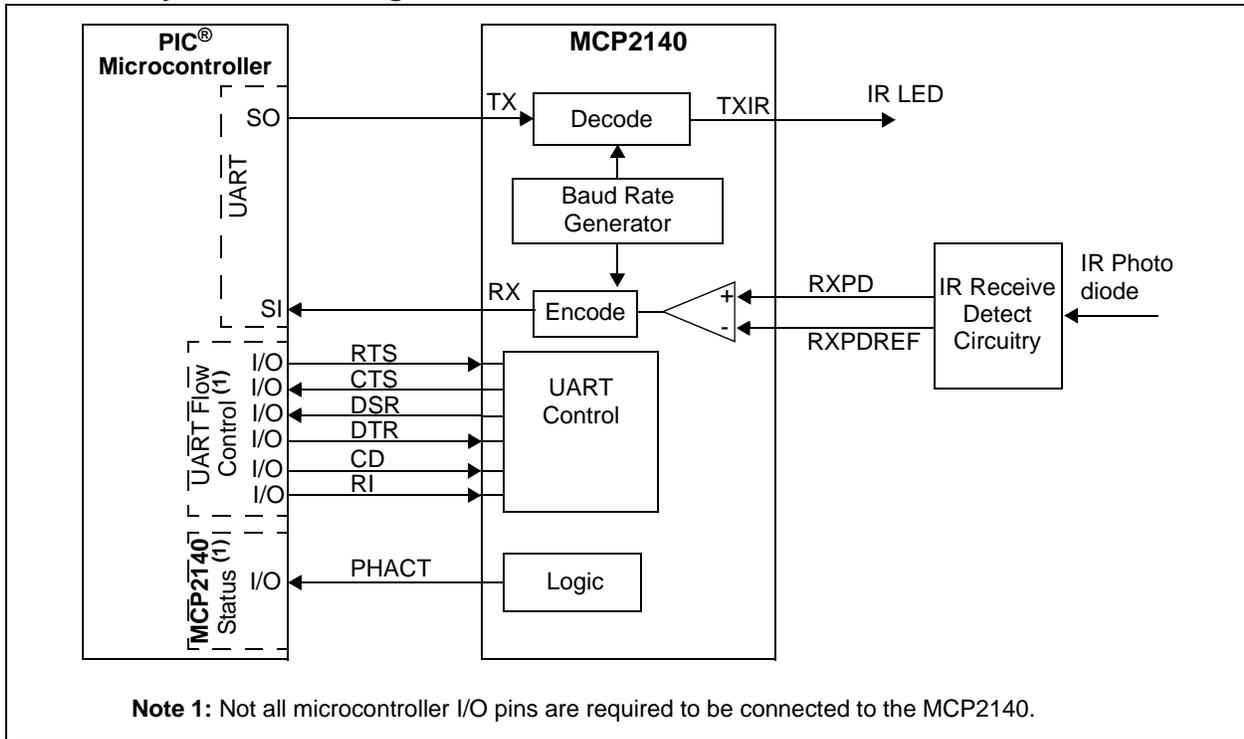 PIC®
Microcontroller
MCP2140
SO
TX
Decode
TXIR
IR LED
UART
Baud Rate
Generator
SI
RX
Encode
+
-
RXPD
RXPDREF
IR Receive
Detect
Circuitry
IR Photo
diode
UART Flow
Control (1)
I/O
RTS
I/O
CTS
I/O
DSR
I/O
DTR
I/O
CD
I/O
RI
UART
Control
MCP2140
Status (1)
I/O
PHACT
Logic
Note 1: Not all microcontroller I/O pins are required to be connected to the MCP2140.